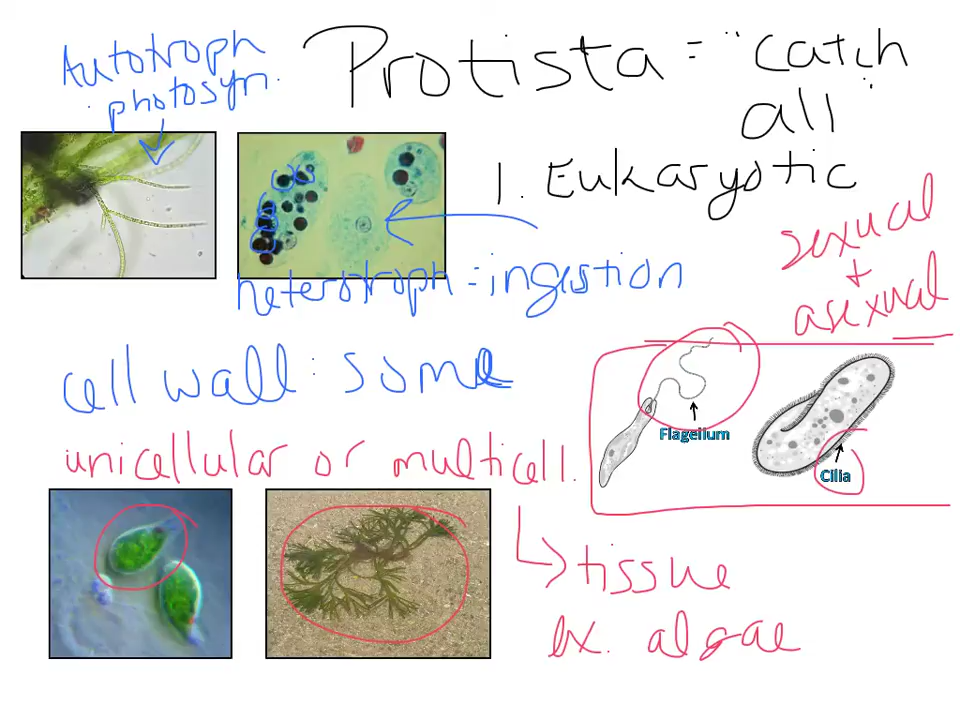 Autotroph
photosyn.
Protista = "catch
all"
1. Eukaryotic
heterotroph = ingestion
sexual
+
asexual
cell wall: some
Flagellum
Cilia
unicellular or multicell.
tissue
ex. algae